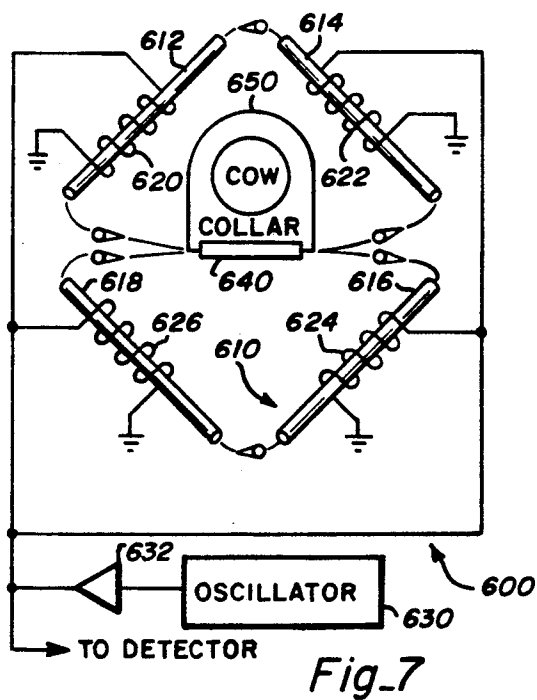 612
614
650
620
622
COW
COLLAR
618
640
616
626
624
610
632
OSCILLATOR
600
630
TO DETECTOR
Fig_7